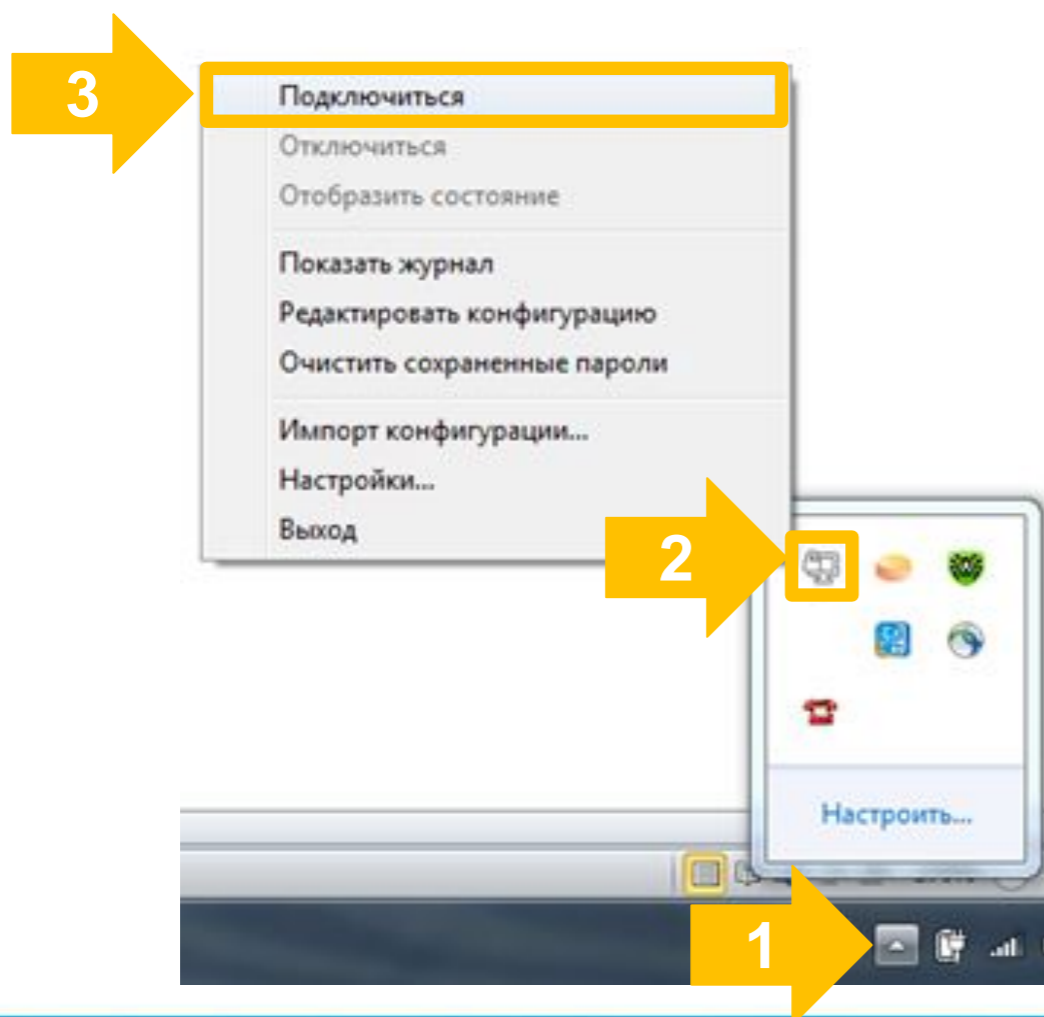 3
Подключиться
Отключиться
Отобразить состояние
Показать журнал
Редактировать конфигурацию
Очистить сохраненные пароли
Импорт конфигурации...
Настройки...
Выход
2
Настроить...
1